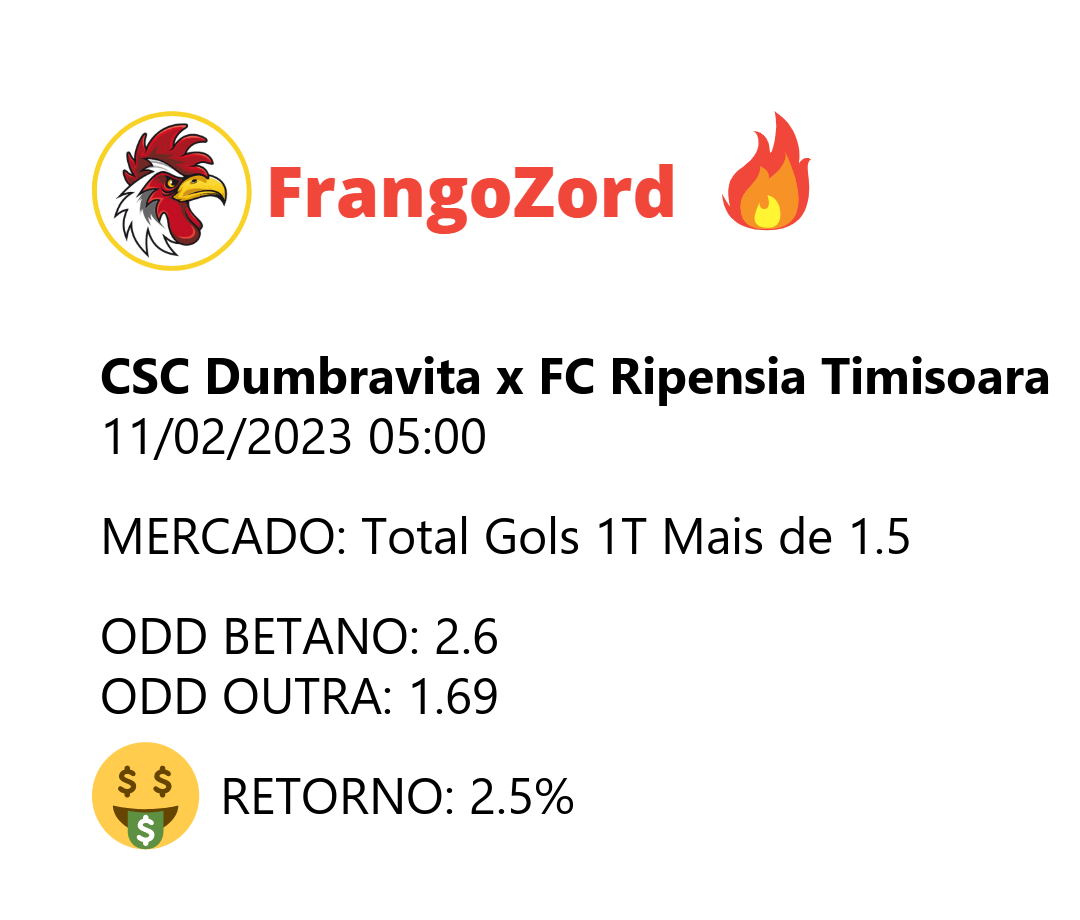 FrangoZord
CSC Dumbravita x FC Ripensia Timisoara
11/02/2023 05:00
MERCADO: Total Gols 1T Mais de 1.5
ODD BETANO: 2.6
ODD OUTRA: 1.69
RETORNO: 2.5%